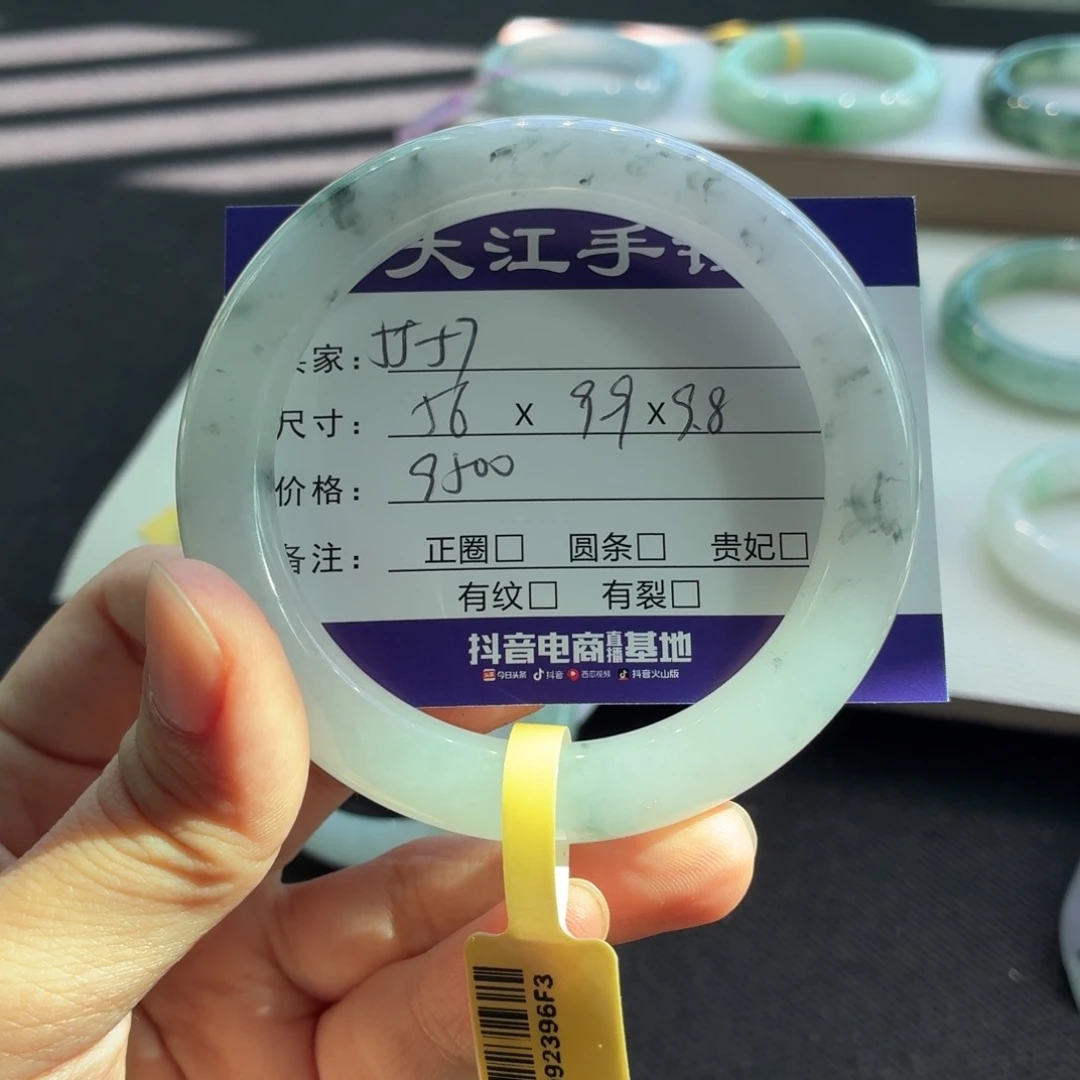 大江手
家：
尺寸： 56 x 9.9 x 9.8
价格： 9500
备注： 正圈□ 圆条□ 贵妃□
有纹□ 有裂□
抖音电商直播基地
今日头条 抖音 西瓜视频 抖音火山版
92396F3